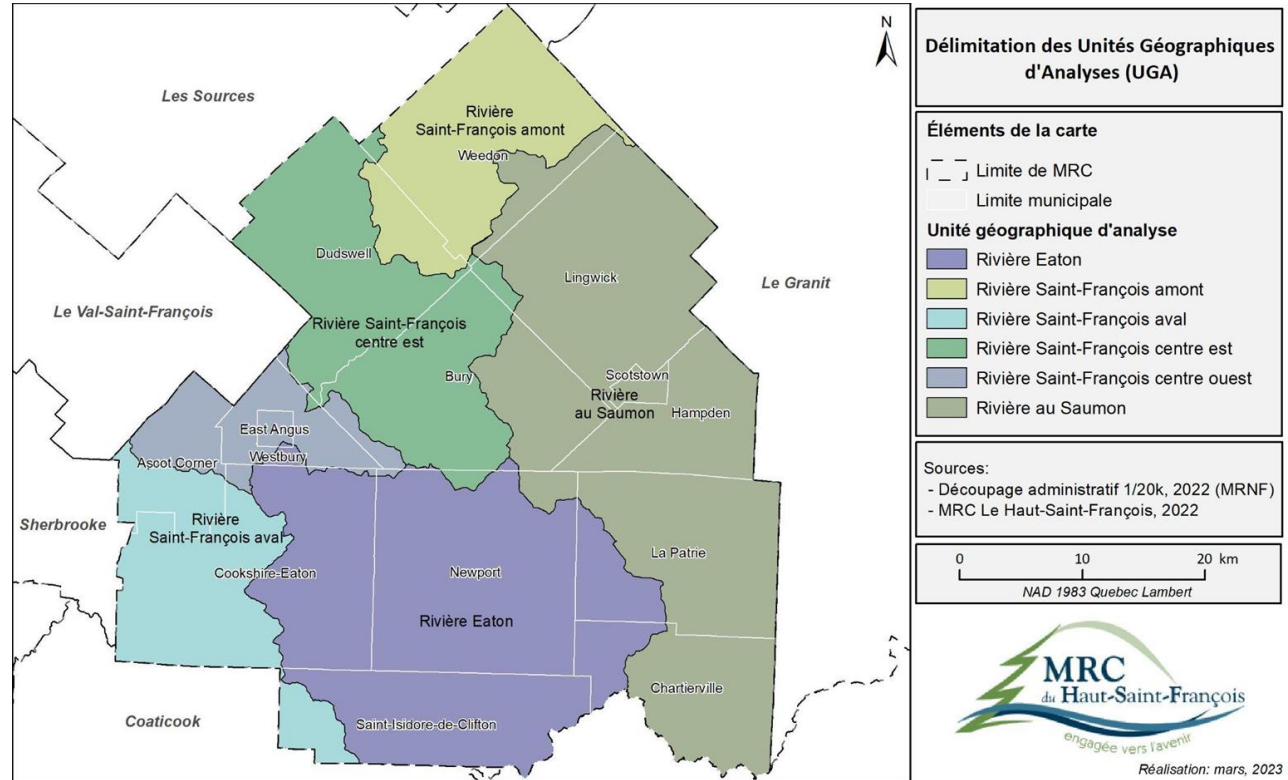 N
Les Sources
Rivière
Saint-François amont
Weedon
Dudswell
Lingwick
Le Granit
Le Val-Saint-François
Rivière Saint-François
centre est
Bury
Scotstown
Rivière
au Saumon
Hampden
East Angus
Westbury
Ascot Corner
Sherbrooke
Rivière
Saint-François aval
La Patrie
Cookshire-Eaton
Newport
Rivière Eaton
Chartierville
Coaticook
Saint-Isidore-de-Clifton
Délimitation des Unités Géographiques
d'Analyses (UGA)
Éléments de la carte
Limite de MRC
Limite municipale
Unité géographique d'analyse
Rivière Eaton
Rivière Saint-François amont
Rivière Saint-François aval
Rivière Saint-François centre est
Rivière Saint-François centre ouest
Rivière au Saumon
Sources:
- Découpage administratif 1/20k, 2022 (MRNF)
- MRC Le Haut-Saint-François, 2022
0 10 20 km
NAD 1983 Quebec Lambert
MRC
du Haut-Saint-François
engagée vers l'avenir
Réalisation: mars, 2023